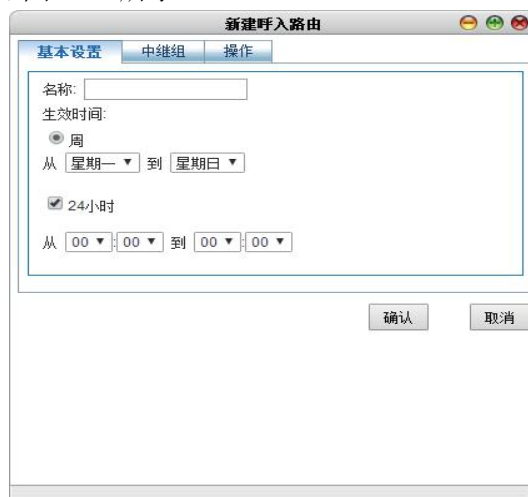 新建呼入路由
基本设置 中继组 操作
名称:
生效时间:
周
从 星期一 到 星期日
24小时
从 00 : 00 到 00 : 00
确认 取消